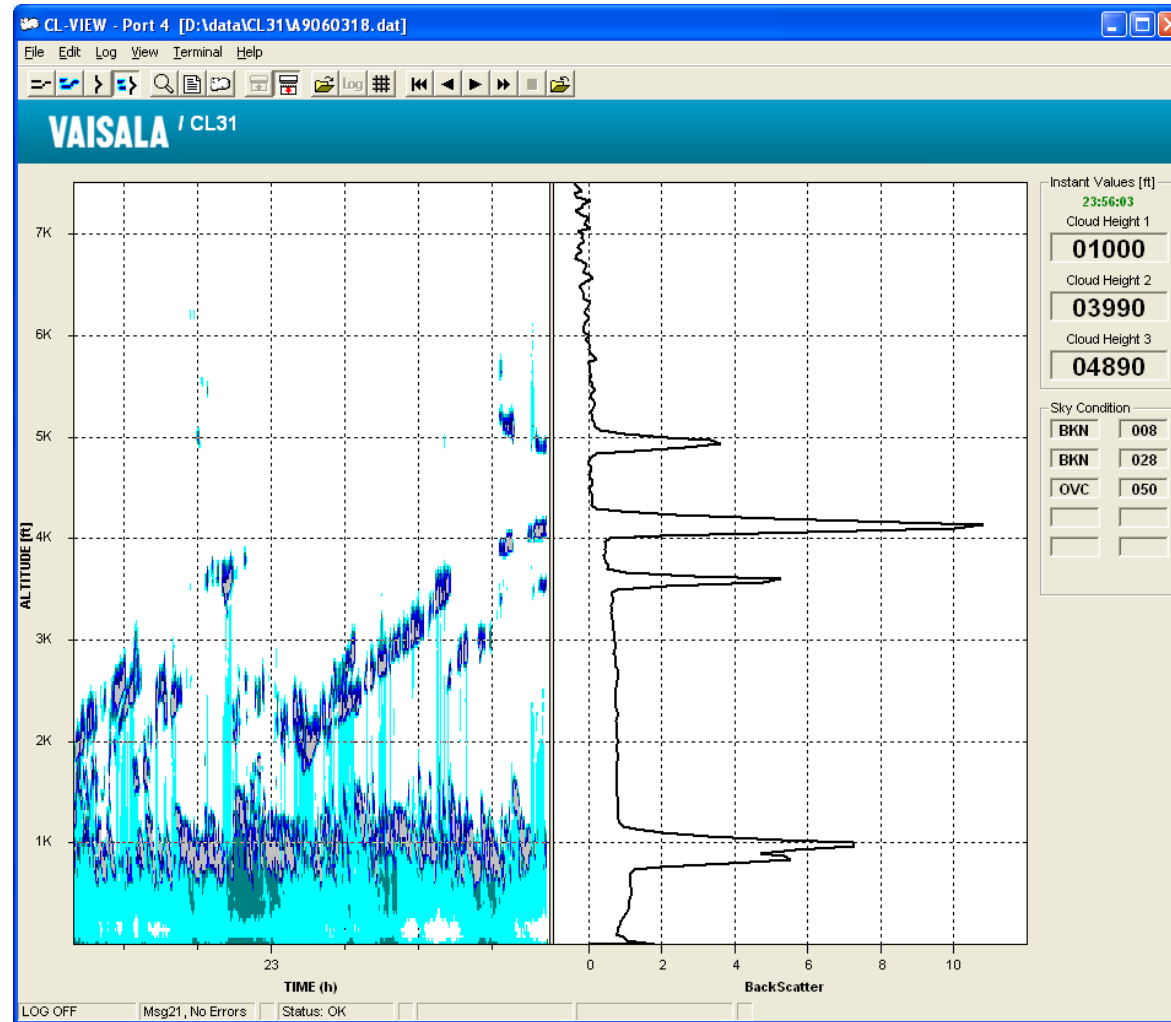 CL-VIEW - Port 4 [D:\data\CL31\A9060318.dat]
File Edit Log View Terminal Help
Log
VAISALA / CL31
7K
6K
5K
4K
3K
2K
1K
ALTITUDE [ft]
23
TIME (h)
0 2 4 6 8 10
BackScatter
Instant Values [ft]
23:56:03
Cloud Height 1
01000
Cloud Height 2
03990
Cloud Height 3
04890
Sky Condition
BKN 008
BKN 028
OVC 050
LOG OFF Msg21, No Errors Status: OK